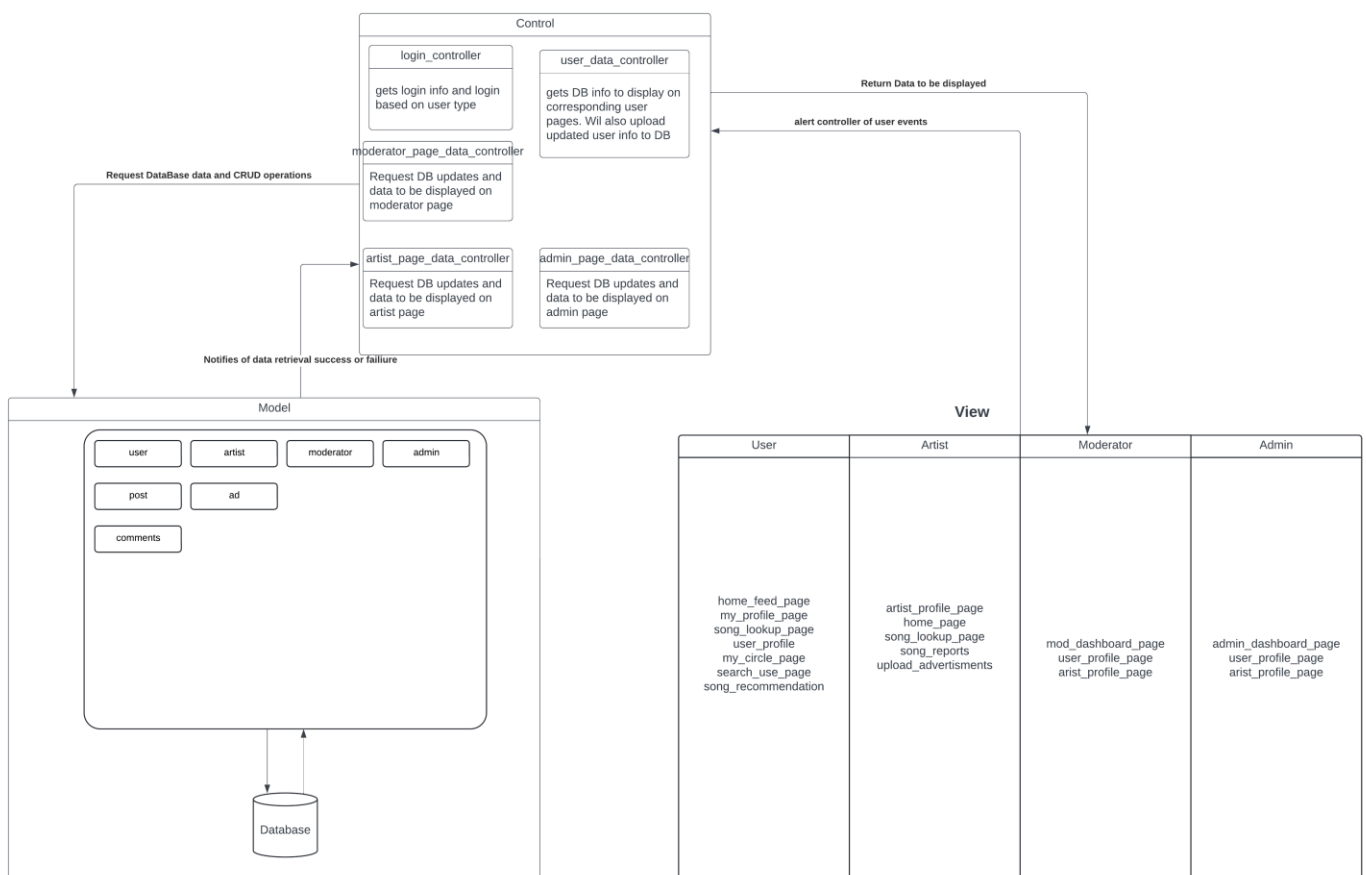 Control
login_controller
gets login info and login
based on user type
user_data_controller
gets DB info to display on
corresponding user
pages. Wil also upload
updated user info to DB
moderator_page_data_controller
Request DB updates and
data to be displayed on
moderator page
artist_page_data_controller
Request DB updates and
data to be displayed on
artist page
admin_page_data_controller
Request DB updates and
data to be displayed on
admin page
Return Data to be displayed
alert controller of user events
Request DataBase data and CRUD operations
Notifies of data retrieval success or failiure
Model
user
artist
moderator
admin
post
ad
comments
Database
View
User
Artist
Moderator
Admin
home_feed_page
my_profile_page
song_lookup_page
user_profile
my_circle_page
search_use_page
song_recommendation
artist_profile_page
home_page
song_lookup_page
song_reports
upload_advertisments
mod_dashboard_page
user_profile_page
arist_profile_page
admin_dashboard_page
user_profile_page
arist_profile_page